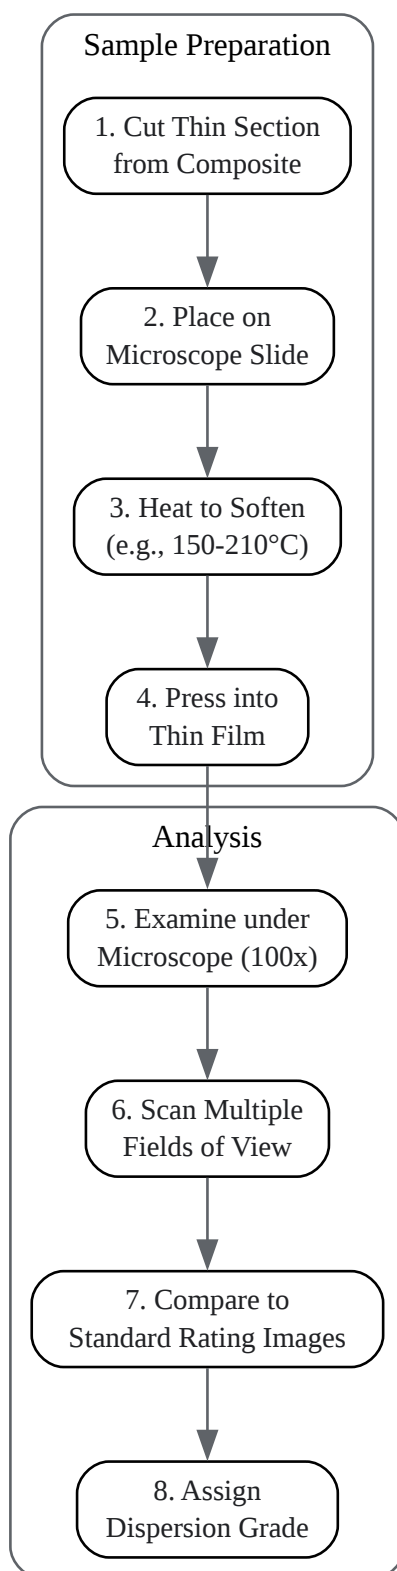 Sample Preparation
1. Cut Thin Section
from Composite
2. Place on
Microscope Slide
3. Heat to Soften
(e.g., 150-210°C)
4. Press into
Thin Film
Analysis
5. Examine under
Microscope (100x)
6. Scan Multiple
Fields of View
7. Compare to
Standard Rating Images
8. Assign
Dispersion Grade